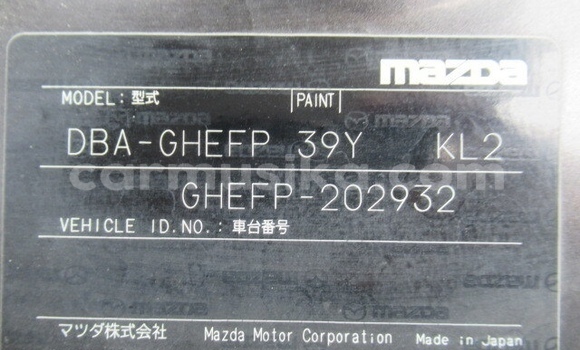 mazda
MODEL：型式 |PAINT|
DBA-GHEFP 39Y KL2
carmusika.com
GHEFP-202932
VEHICLE ID.NO.：車台番号
マツダ株式会社 Mazda Motor Corporation Made in Japan